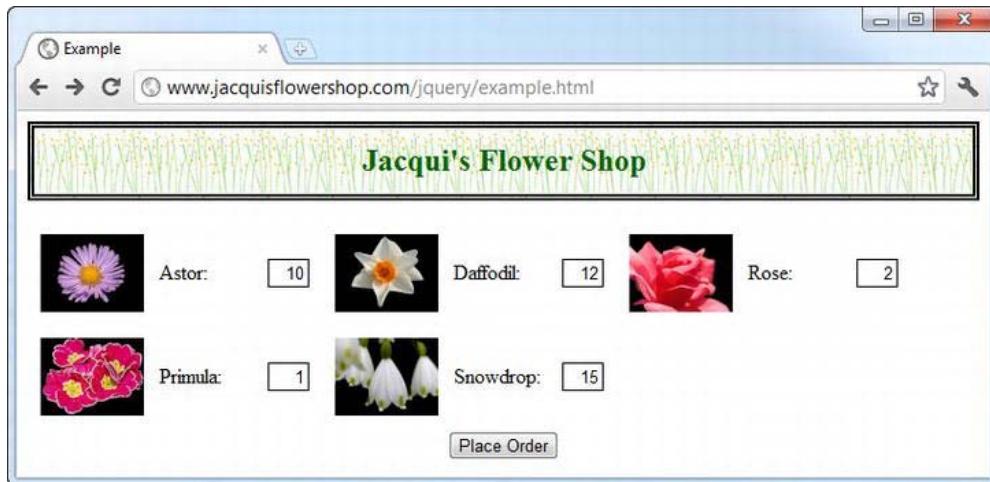 Example
www.jacquisflowershop.com/jquery/example.html
Jacqui's Flower Shop
Astor: 10 Daffodil: 12 Rose: 2
Primula: 1 Snowdrop: 15
Place Order